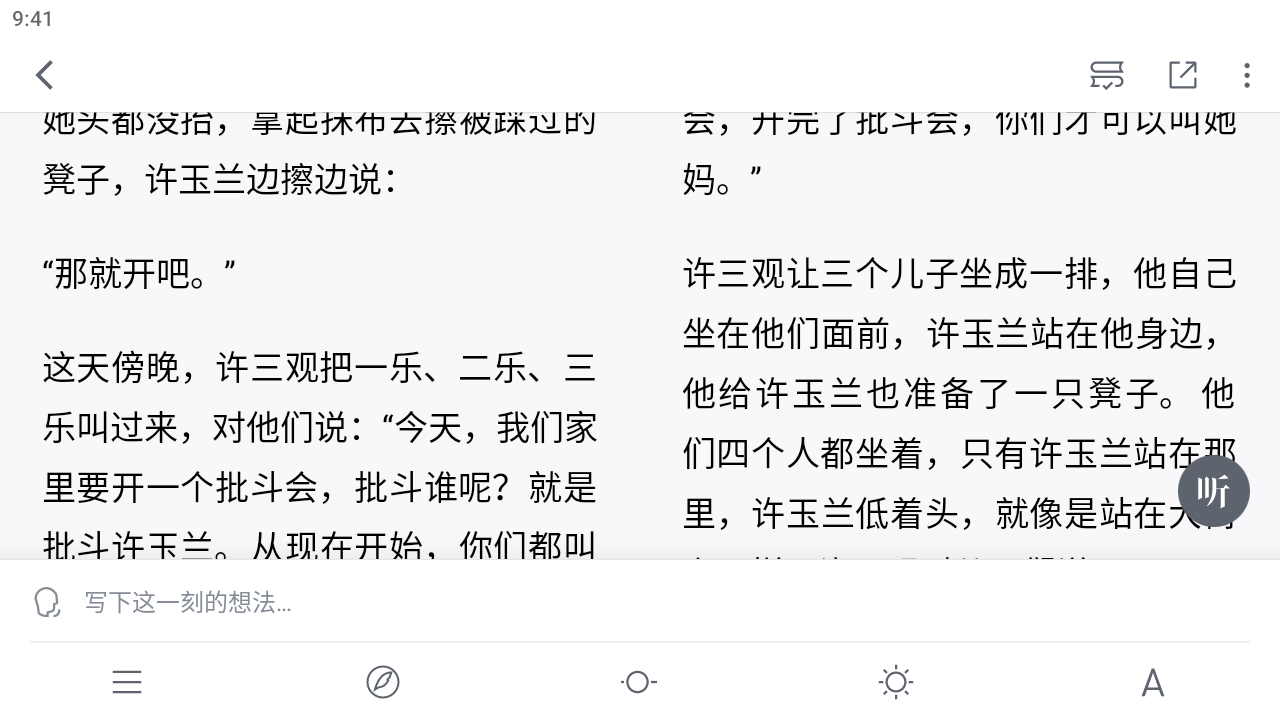 9:41
她头都没抬，拿起抹布去擦被踩过的
凳子，许玉兰边擦边说：
“那就开吧。”
这天傍晚，许三观把一乐、二乐、三
乐叫过来，对他们说：“今天，我们家
里要开一个批斗会，批斗谁呢？就是
批斗许玉兰。从现在开始，你们都叫
会，开完了批斗会，你们才可以叫她
妈。”
许三观让三个儿子坐成一排，他自己
坐在他们面前，许玉兰站在他身边，
他给许玉兰也准备了一只凳子。他
们四个人都坐着，只有许玉兰站在那
里，许玉兰低着头，就像是站在大
听
写下这一刻的想法...
A